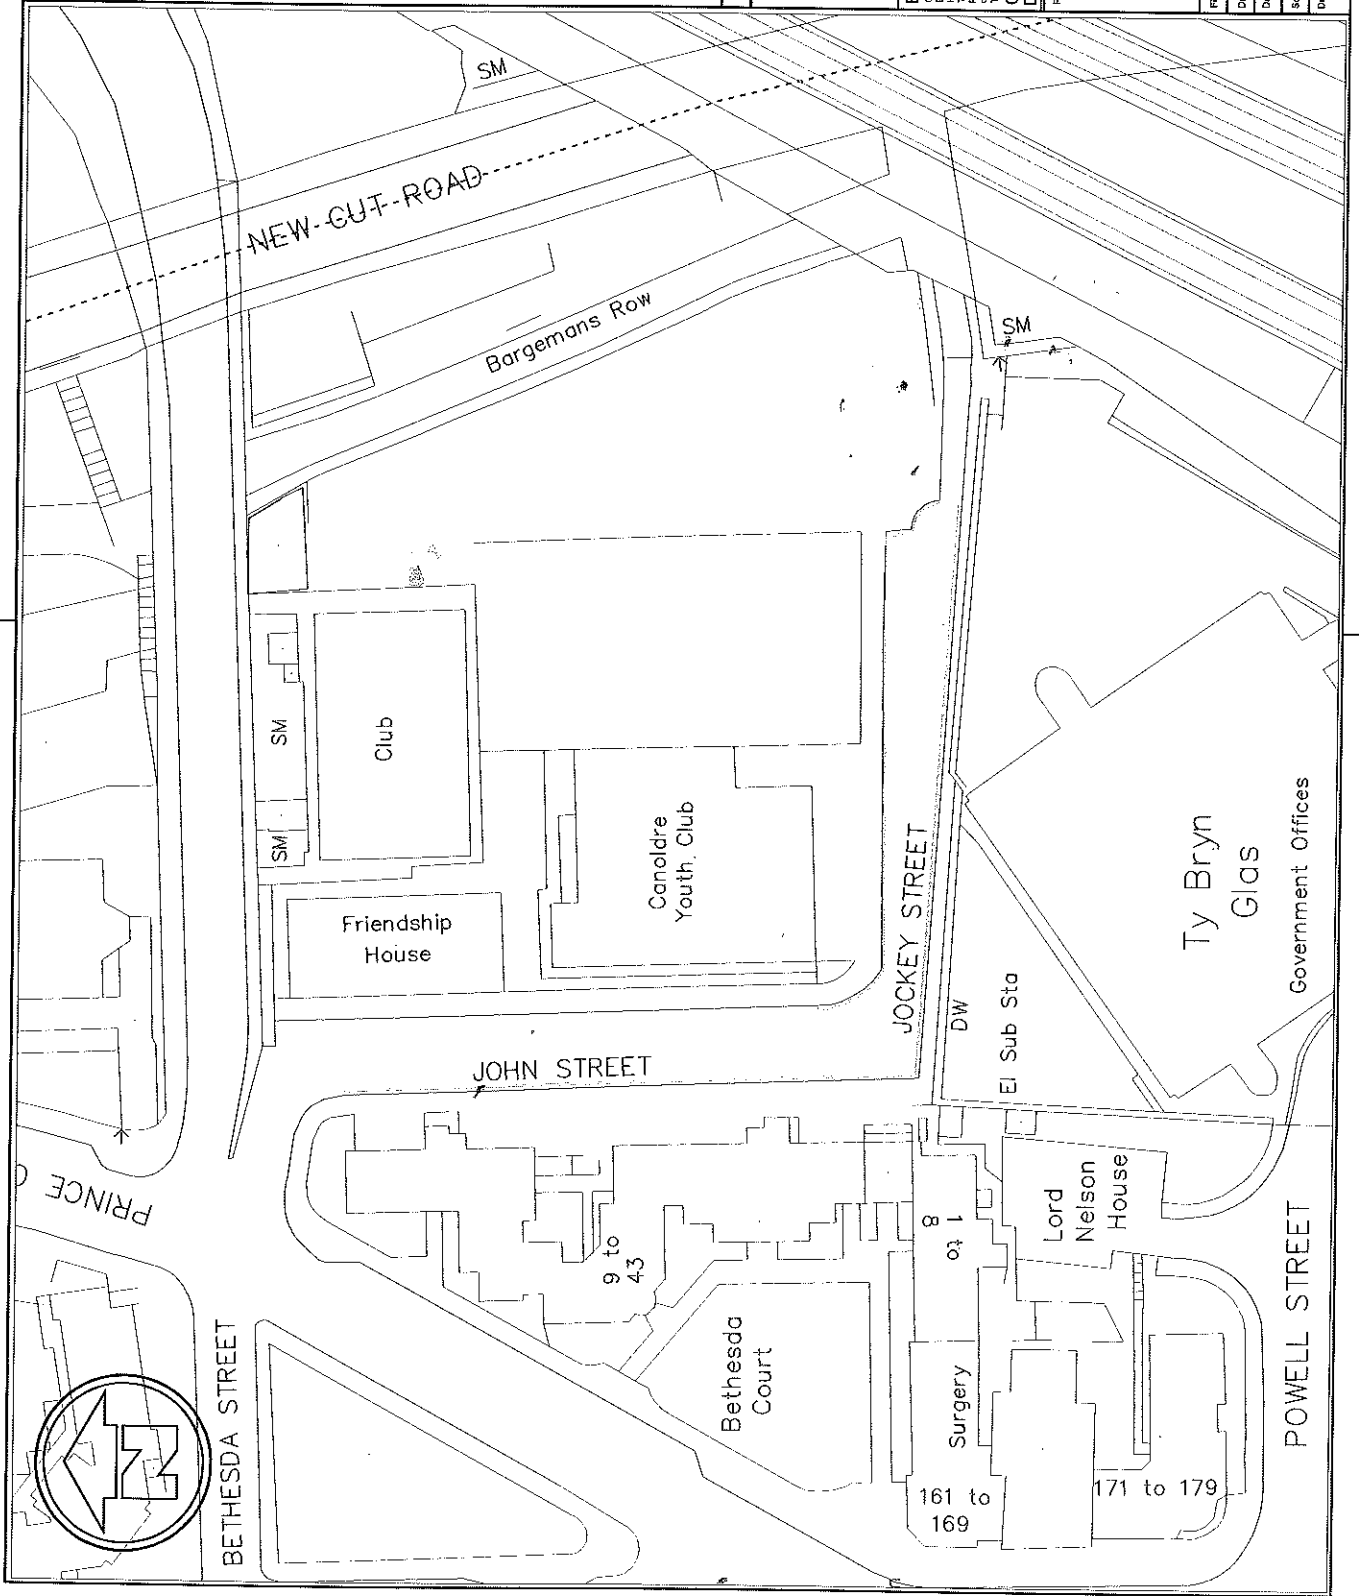 SM
NEW CUT ROAD
Bargemans Row
SM
SM
Club
SM
Friendship
House
Canoldre
Youth Club
JOCKEY STREET
DW
El Sub Sta
Ty Bryn
Glas
Government Offices
JOHN STREET
PRINCE
9 to
43
1 to
8
Lord
Nelson
House
Bethesda
Court
Surgery
161 to
169
171 to 179
BETHESDA STREET
POWELL STREET
N